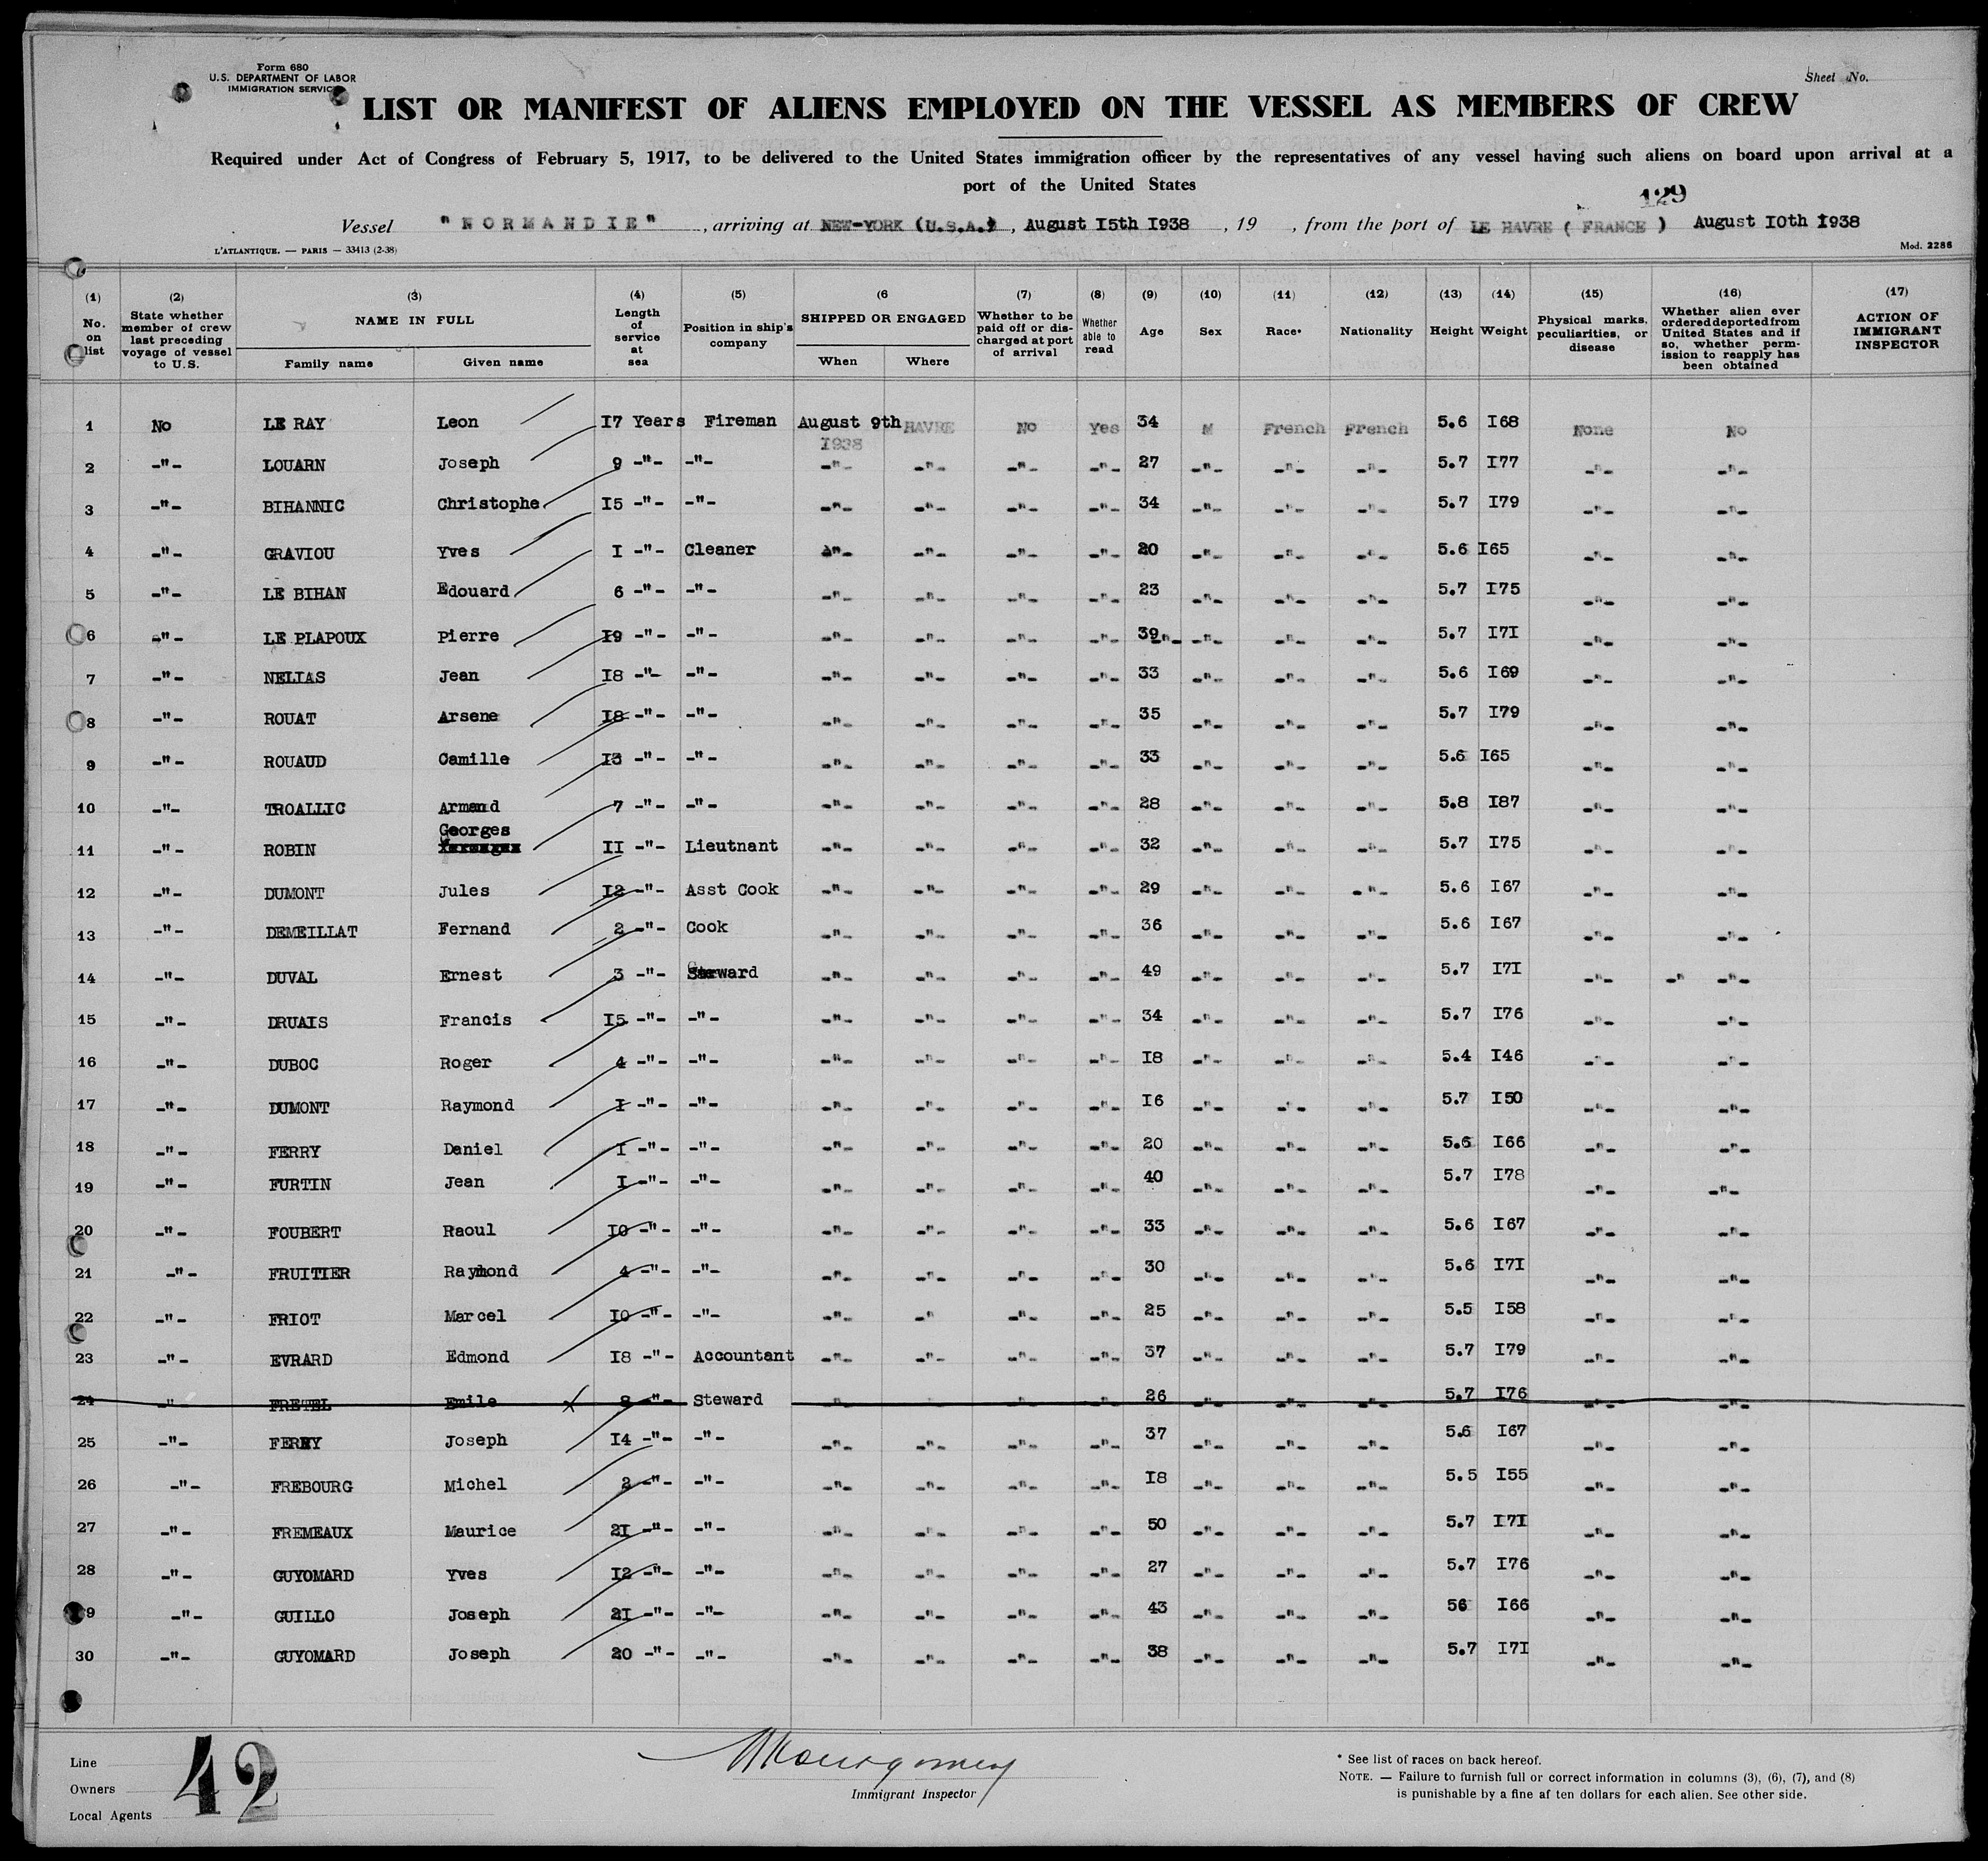 Form 680
U.S. DEPARTMENT OF LABOR
IMMIGRATION SERVICE
Sheet No.
LIST OR MANIFEST OF ALIENS EMPLOYED ON THE VESSEL AS MEMBERS OF CREW
Required under Act of Congress of February 5, 1917, to be delivered to the United States immigration officer by the representatives of any vessel having such aliens on board upon arrival at a
port of the United States
129
Vessel "NORMANDIE", arriving at NEW-YORK (U.S.A.), August I5th I938, 19 , from the port of LE HAVRE ( FRANCE ) August I0th I938
L'ATLANTIQUE. — PARIS — 33413 (2-38)
Mod. 2286
(1) No. on list (2) State whether member of crew last preceding voyage of vessel to U.S. (3) NAME IN FULL Family name Given name (4) Length of service at sea (5) Position in ship's company (6 SHIPPED OR ENGAGED When Where (7) Whether to be paid off or discharged at port of arrival (8) Whether able to read (9) Age (10) Sex (11) Race* (12) Nationality (13) Height (14) Weight (15) Physical marks, peculiarities, or disease (16) Whether alien ever ordered deported from United States and if so, whether permission to reapply has been obtained (17) ACTION OF IMMIGRANT INSPECTOR
1 No LE RAY Leon I7 Years Fireman August 9th I938 HAVRE No Yes 34 M French French 5.6 I68 None No
2 -"- LOUARN Joseph 9 -"- -"- -"- -"- -"- -"- 27 -"- -"- -"- 5.7 I77 -"- -"-
3 -"- BIHANNIC Christophe I5 -"- -"- -"- -"- -"- -"- 34 -"- -"- -"- 5.7 I79 -"- -"-
4 -"- GRAVIOU Yves I -"- Cleaner -"- -"- -"- -"- 20 -"- -"- -"- 5.6 I65 -"- -"-
5 -"- LE BIHAN Edouard 6 -"- -"- -"- -"- -"- -"- 23 -"- -"- -"- 5.7 I75 -"- -"-
6 -"- LE PLAPOUX Pierre I9 -"- -"- -"- -"- -"- -"- 39 -"- -"- -"- -"- 5.7 I7I -"- -"-
7 -"- NELIAS Jean I8 -"- -"- -"- -"- -"- -"- 33 -"- -"- -"- 5.6 I69 -"- -"-
8 -"- ROUAT Arsene I8 -"- -"- -"- -"- -"- -"- 35 -"- -"- -"- 5.7 I79 -"- -"-
9 -"- ROUAUD Camille I3 -"- -"- -"- -"- -"- -"- 33 -"- -"- -"- 5.6 I65 -"- -"-
10 -"- TROALLIC Armand 7 -"- -"- -"- -"- -"- -"- 28 -"- -"- -"- 5.8 I87 -"- -"-
11 -"- ROBIN Georges II -"- Lieutnant -"- -"- -"- -"- 32 -"- -"- -"- 5.7 I75 -"- -"-
12 -"- DUMONT Jules I2 -"- Asst Cook -"- -"- -"- -"- 29 -"- -"- -"- 5.6 I67 -"- -"-
13 -"- DEMEILLAT Fernand 2 -"- Cook -"- -"- -"- -"- 36 -"- -"- -"- 5.6 I67 -"- -"-
14 -"- DUVAL Ernest 3 -"- Steward -"- -"- -"- -"- 49 -"- -"- -"- 5.7 I7I -"- -" -"-
15 -"- DRUAIS Francis I5 -"- -"- -"- -"- -"- -"- 34 -"- -"- -"- 5.7 I76 -"- -"-
16 -"- DUBOC Roger 4 -"- -"- -"- -"- -"- -"- I8 -"- -"- -"- 5.4 I46 -"- -"-
17 -"- DUMONT Raymond I -"- -"- -"- -"- -"- -"- I6 -"- -"- -"- 5.7 I50 -"- -"-
18 -"- FERRY Daniel I -"- -"- -"- -"- -"- -"- 20 -"- -"- -"- 5.6 I66 -"- -"-
19 -"- FURTIN Jean I -"- -"- -"- -"- -"- -"- 40 -"- -"- -"- 5.7 I78 -"- -"-
20 -"- FOUBERT Raoul I0 -"- -"- -"- -"- -"- -"- 33 -"- -"- -"- 5.6 I67 -"- -"-
21 -"- FRUITIER Raymond 4 -"- -"- -"- -"- -"- -"- 30 -"- -"- -"- 5.6 I7I -"- -"-
22 -"- FRIOT Marcel I0 -"- -"- -"- -" -"- -"- 25 -"- -"- -"- 5.5 I58 -"- -"-
23 -"- EVRARD Edmond I8 -"- Accountant -"- -"- -"- -"- 37 -"- -"- -"- 5.7 I79 -"- -"-
24 -"- FRETEL Emile 8 -"- Steward -"- -"- -"- -"- 26 -"- -"- -"- 5.7 I76 -"- -"-
25 -"- FERRY Joseph I4 -"- -"- -"- -"- -"- -"- 37 -"- -"- -"- 5.6 I67 -"- -"-
26 -"- FREBOURG Michel 2 -"- -"- -"- -"- -"- -"- I8 -"- -"- -"- 5.5 I55 -"- -"-
27 -"- FREMEAUX Maurice 2I -"- -"- -"- -"- -"- -"- 50 -"- -"- -"- 5.7 I7I -"- -"-
28 -"- GUYOMARD Yves I2 -"- -"- -"- -"- -"- -"- 27 -"- -"- -"- 5.7 I76 -"- -"-
9 -"- GUILLO Joseph 2I -"- -"- -"- -"- -"- -"- 43 -"- -"- -"- 56 I66 -"- -"-
30 -"- GUYOMARD Joseph 20 -"- -"- -"- -"- -"- -"- 38 -"- -"- -"- 5.7 I7I -"- -"-
Line
Owners
Local Agents
42
Montgomery
Immigrant Inspector
* See list of races on back hereof.
NOTE. — Failure to furnish full or correct information in columns (3), (6), (7), and (8)
is punishable by a fine af ten dollars for each alien. See other side.